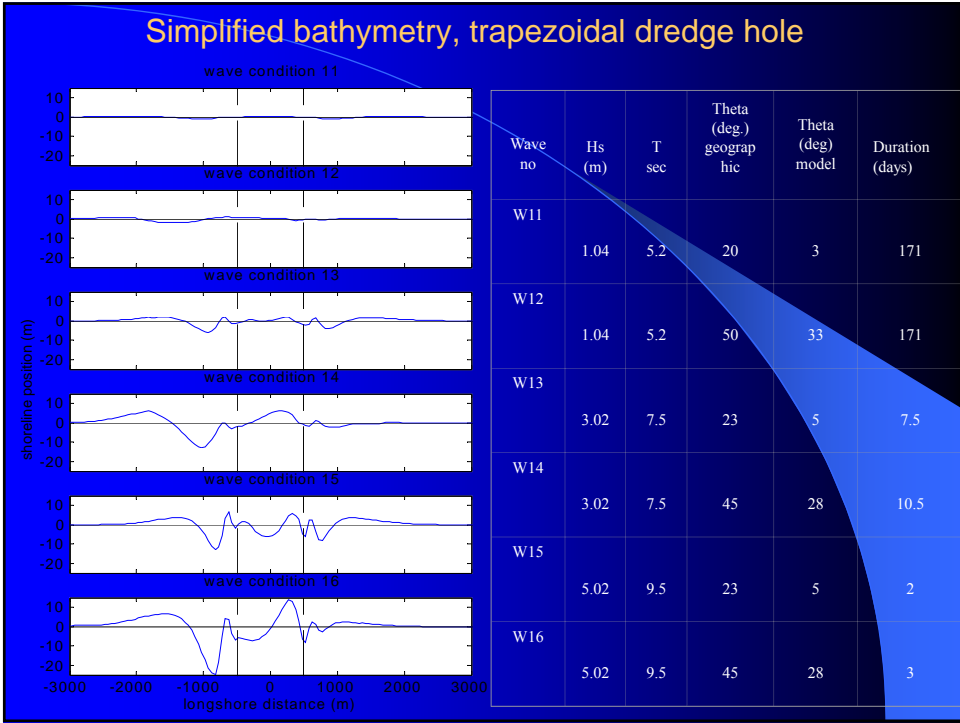 Simplified bathymetry, trapezoidal dredge hole
wave condition 11
10
0
-10
-20
wave condition 12
10
0
-10
-20
wave condition 13
10
0
-10
-20
wave condition 14
10
0
-10
-20
wave condition 15
10
0
-10
-20
wave condition 16
10
0
-10
-20
-3000 -2000 -1000 0 1000 2000 3000
longshore distance (m)
shoreline position (m)
Wave no Hs (m) T sec Theta (deg.) geograp hic Theta (deg) model Duration (days)
W11
1.04 5.2 20 3 171
W12
1.04 5.2 50 33 171
W13
3.02 7.5 23 5 7.5
W14
3.02 7.5 45 28 10.5
W15
5.02 9.5 23 5 2
W16
5.02 9.5 45 28 3